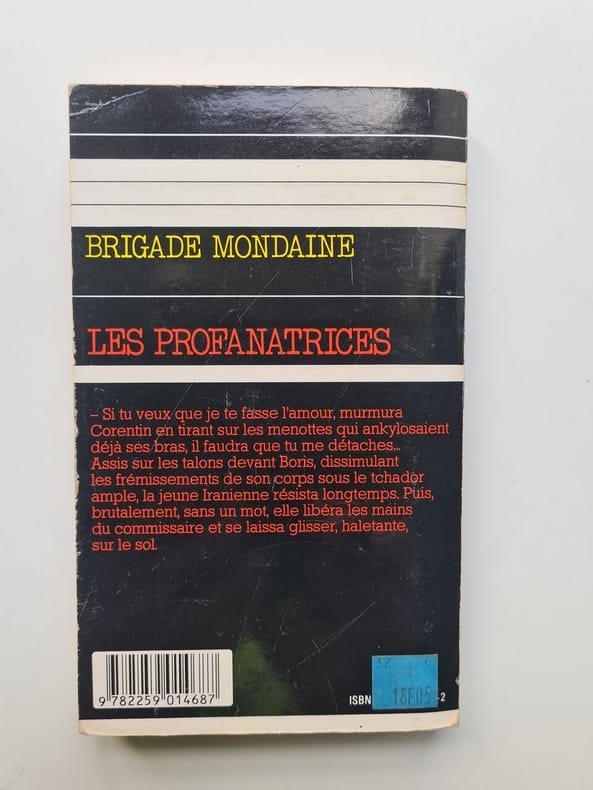 BRIGADE MONDAINE
LES PROFANATRICES
– Si tu veux que je te fasse l'amour, murmura
Corentin en tirant sur les menottes qui ankylosaient
déjà ses bras, il faudra que tu me détaches...
Assis sur les talons devant Boris, dissimulant
les frémissements de son corps sous le tchador
ample, la jeune Iranienne résista longtemps. Puis,
brutalement, sans un mot, elle libéra les mains
du commissaire et se laissa glisser, haletante,
sur le sol.
9 782259 014687
ISBN
32
18F05
-2